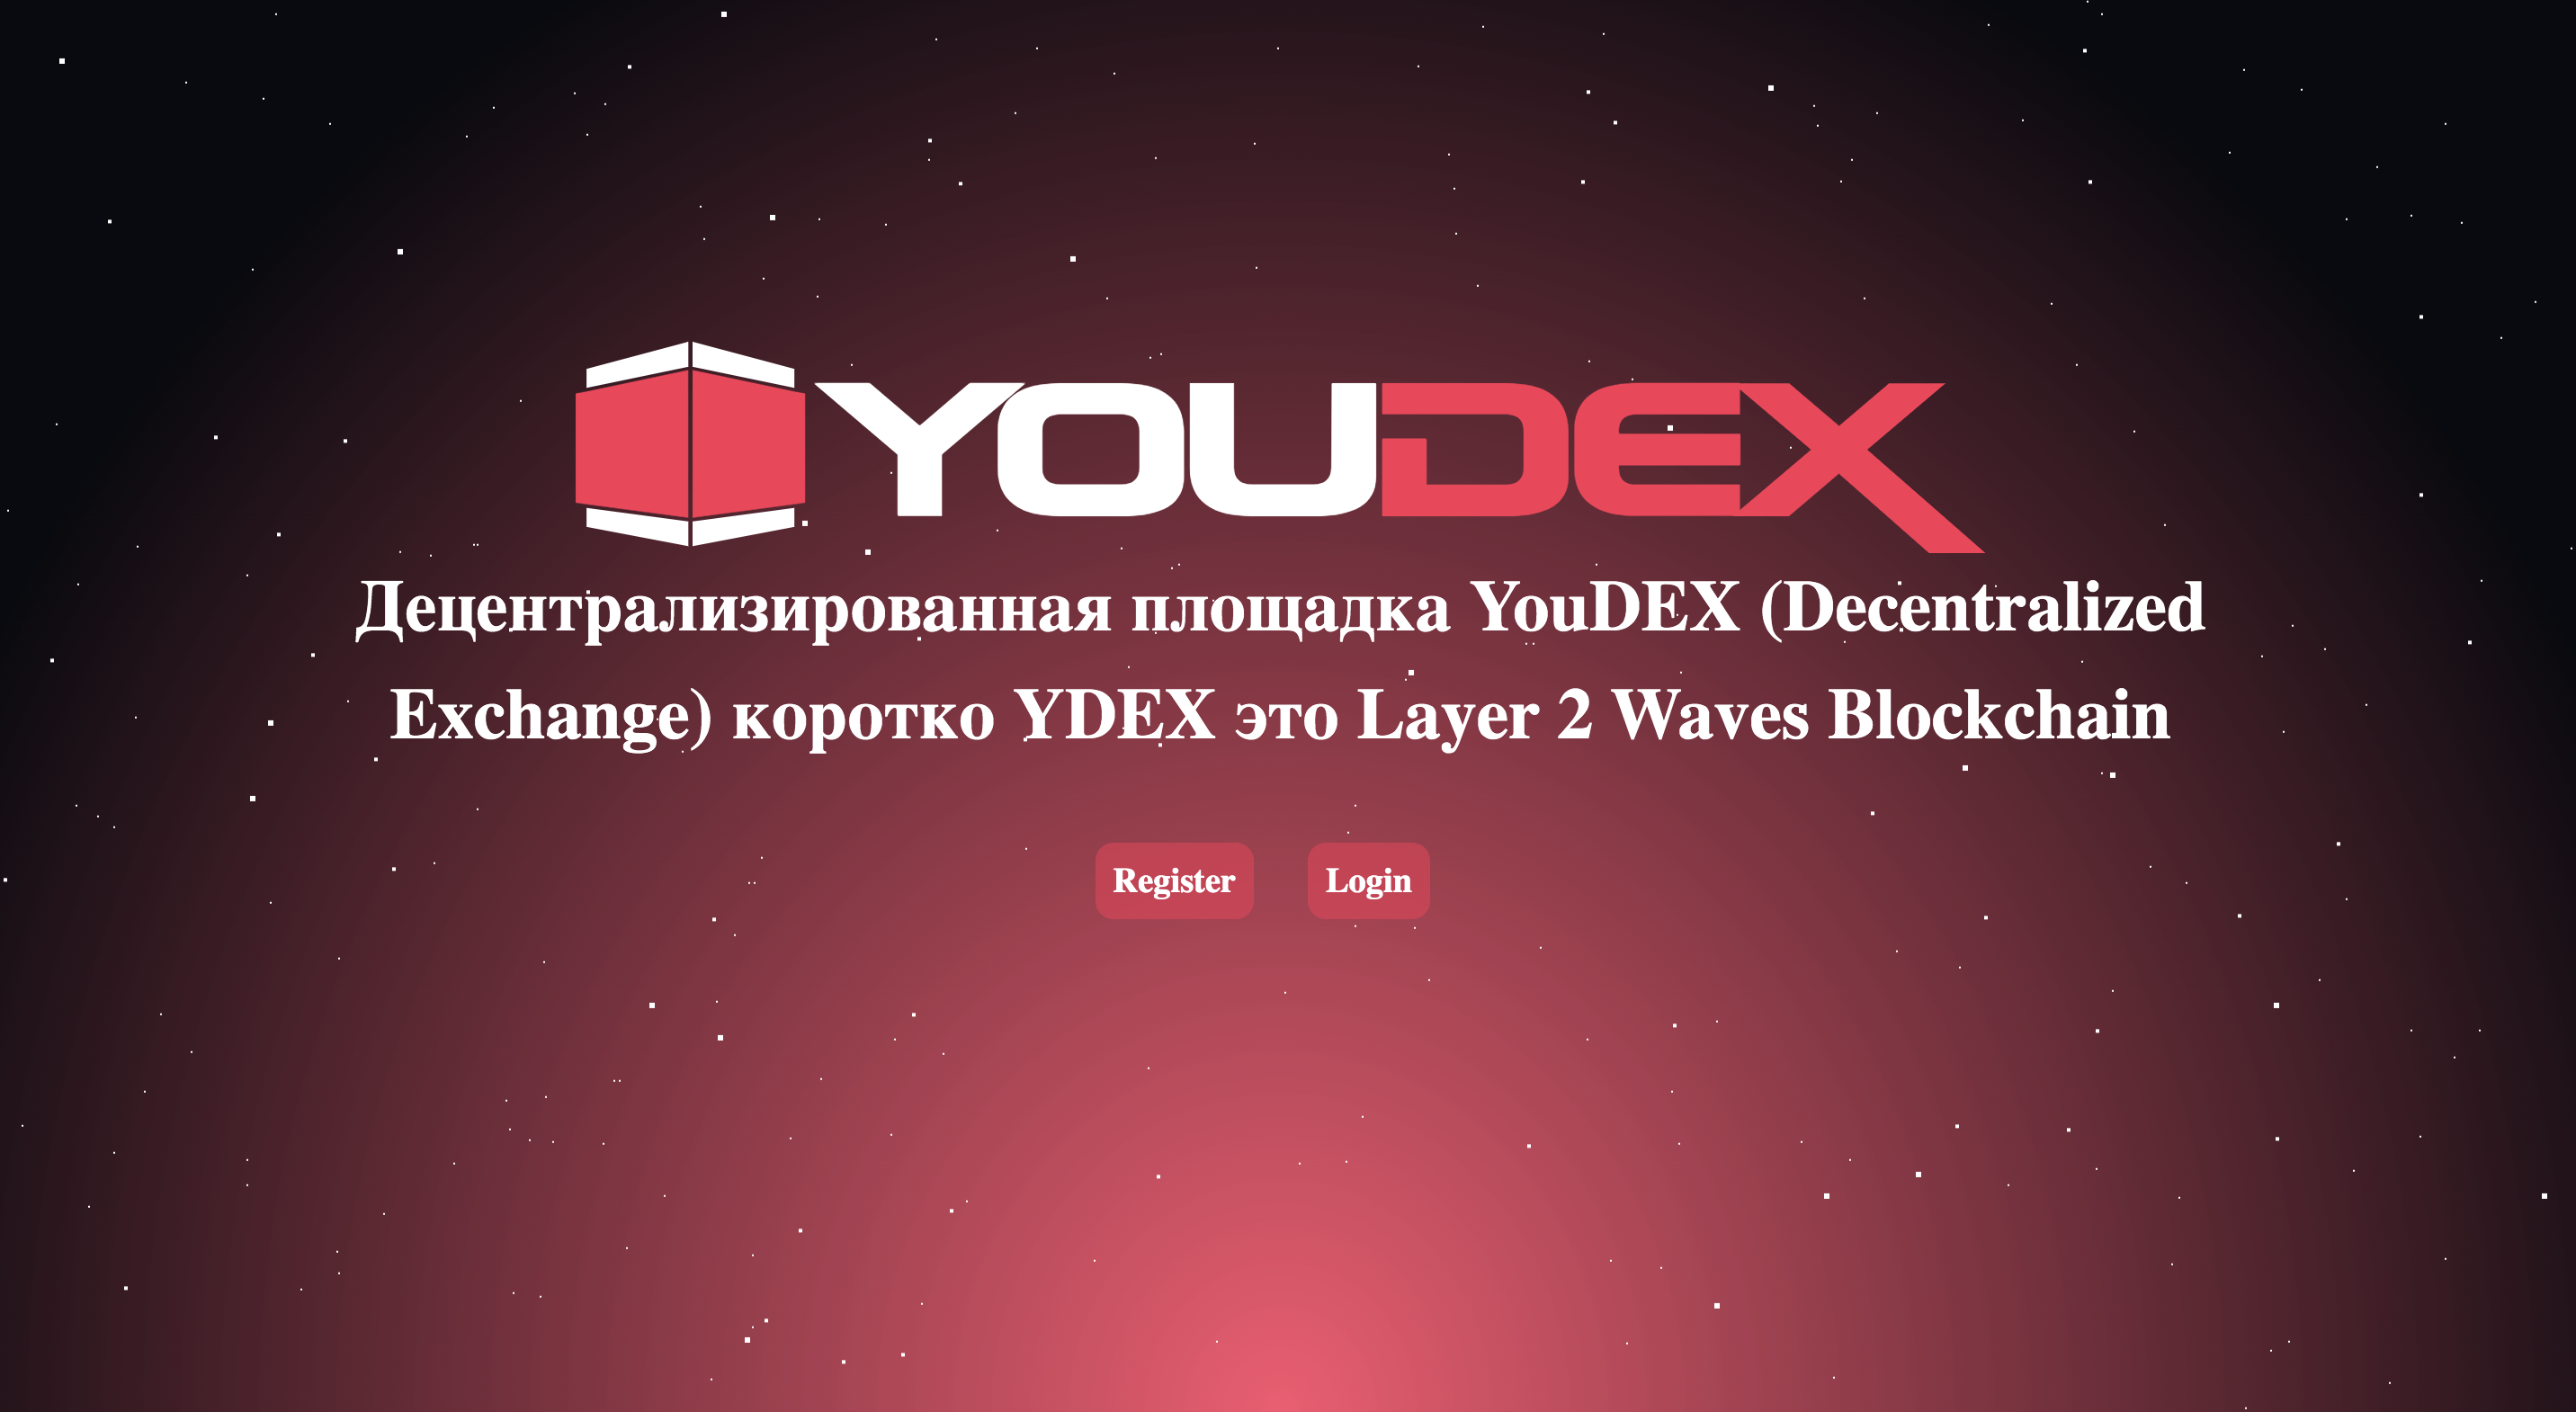 YOUDEX
Децентрализированная площадка YouDEX (Decentralized
Exchange) коротко YDEX это Layer 2 Waves Blockchain
Register Login